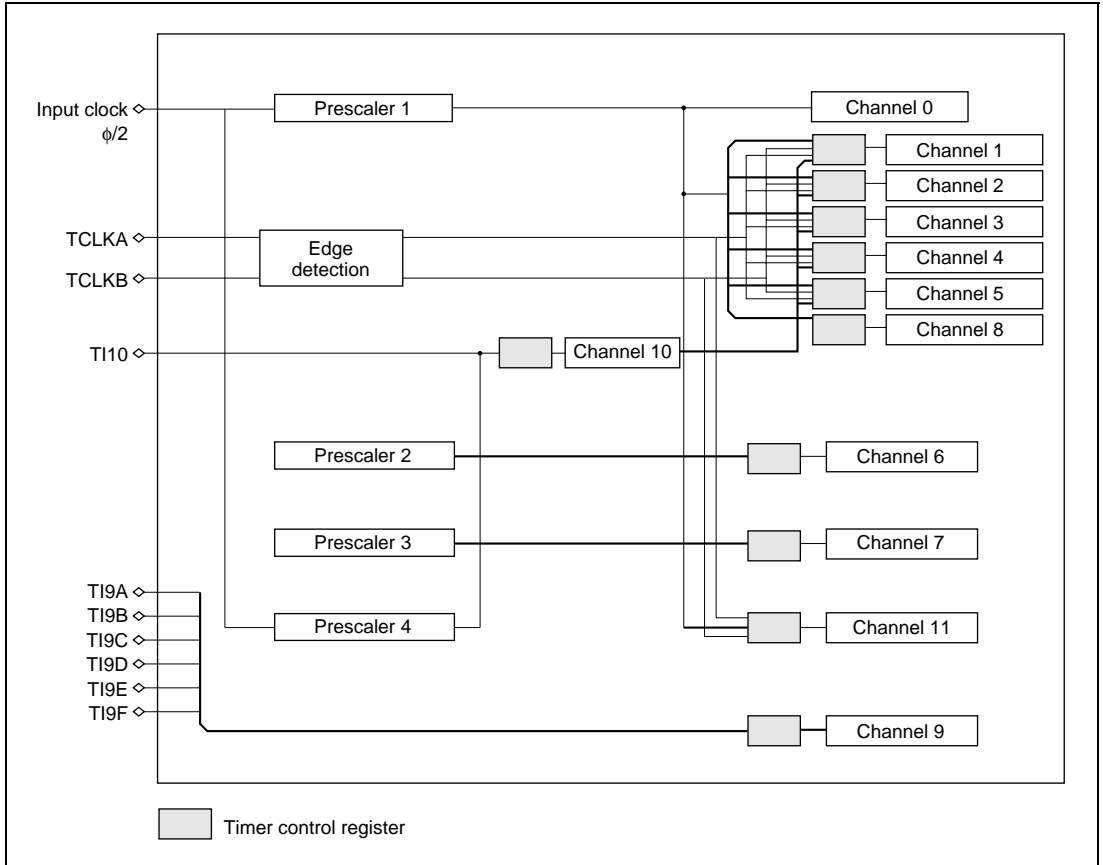 Input clock
ϕ/2
Prescaler 1
Channel 0
Channel 1
Channel 2
Channel 3
Channel 4
Channel 5
Channel 8
TCLKA
TCLKB
Edge
detection
TI10
Channel 10
Prescaler 2
Channel 6
Prescaler 3
Channel 7
TI9A
TI9B
TI9C
TI9D
TI9E
TI9F
Prescaler 4
Channel 11
Channel 9
Timer control register